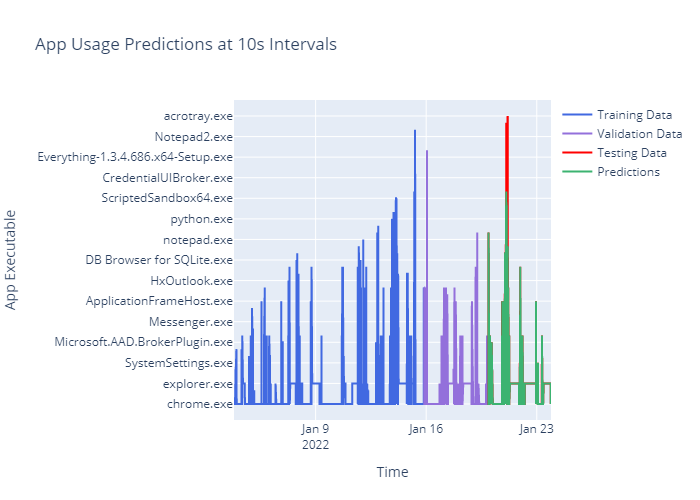 App Usage Predictions at 10s Intervals
acrotray.exe
Notepad2.exe
Everything-1.3.4.686.x64-Setup.exe
CredentialUIBroker.exe
ScriptedSandbox64.exe
python.exe
notepad.exe
DB Browser for SQLite.exe
HxOutlook.exe
ApplicationFrameHost.exe
Messenger.exe
Microsoft.AAD.BrokerPlugin.exe
SystemSettings.exe
explorer.exe
chrome.exe
App Executable
Jan 9
2022
Jan 16
Jan 23
Time
Training Data
Validation Data
Testing Data
Predictions